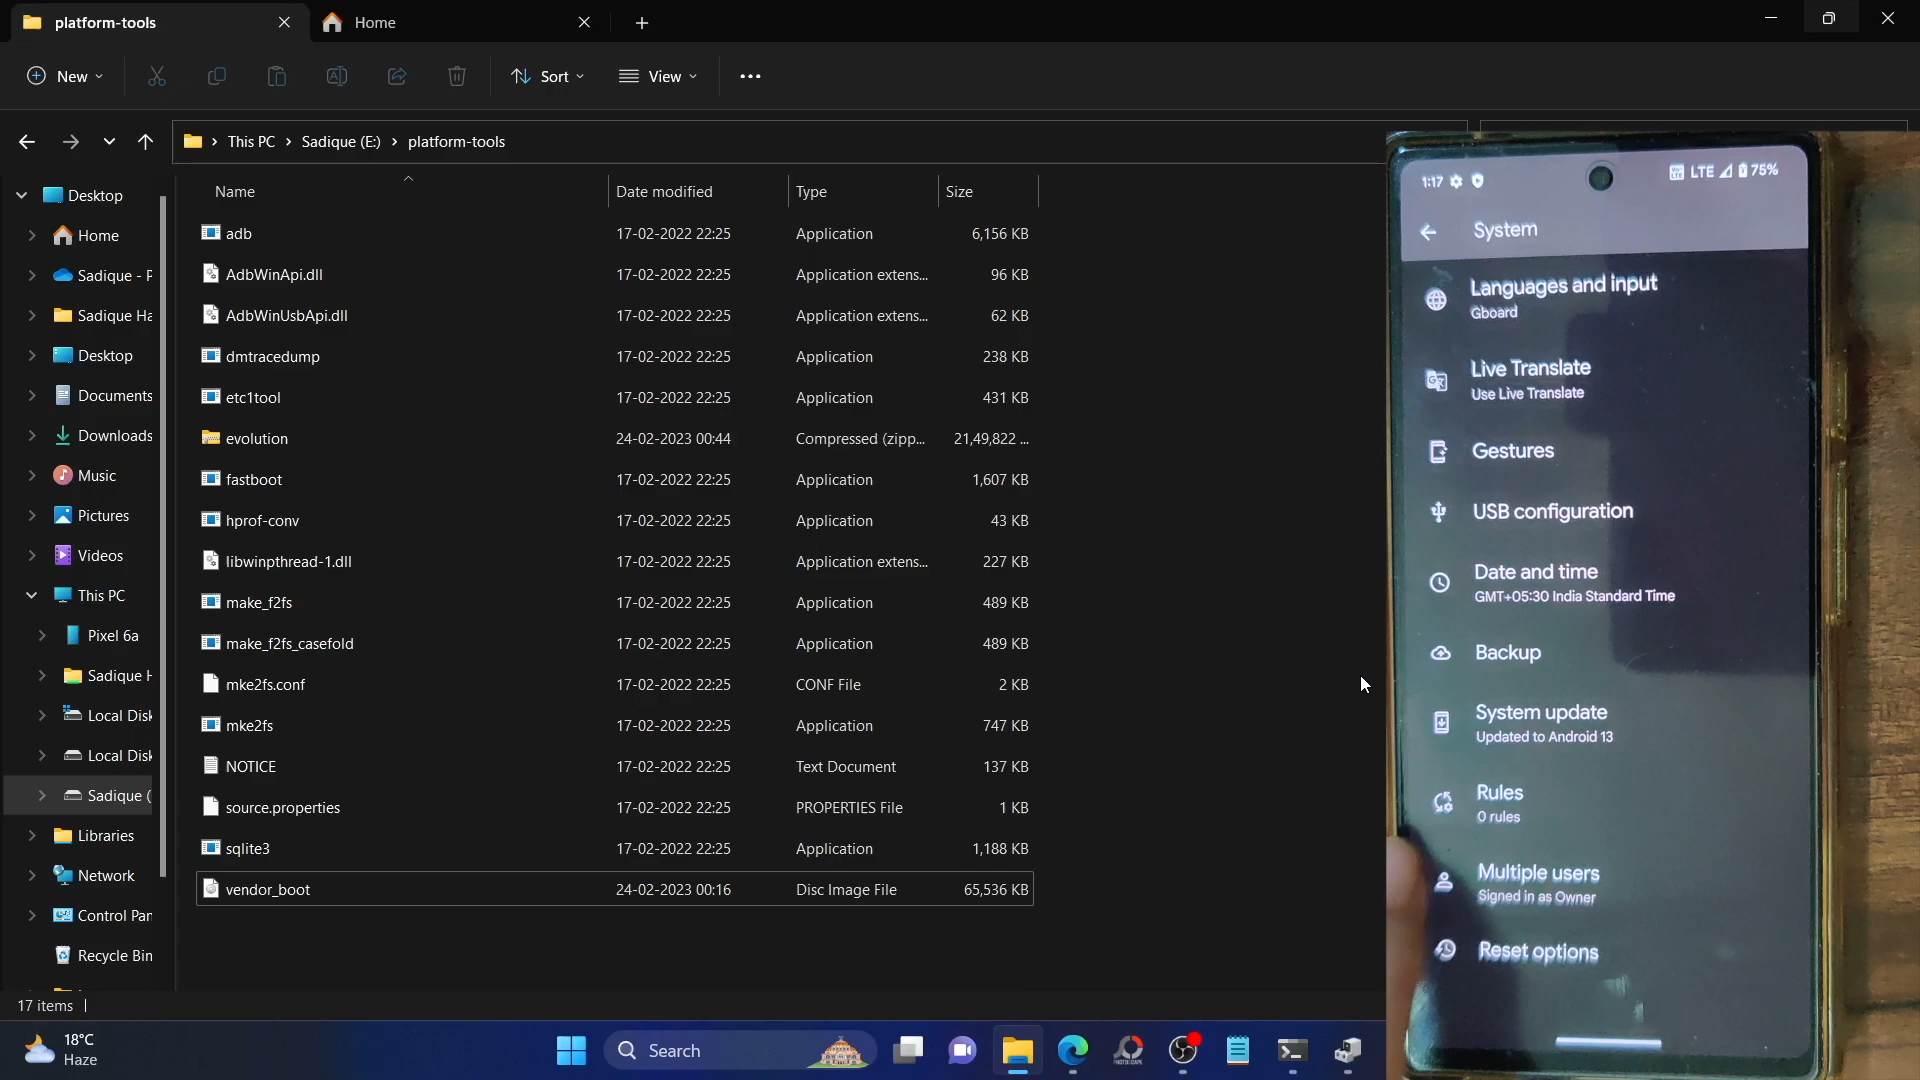 platform-tools
Home
New
Sort
View
This PC
Sadique (E:)
platform-tools
Name
Date modified
Type
Size
Desktop
Home
Sadique - P
Sadique Ha
Desktop
Documents
Downloads
Music
Pictures
Videos
This PC
Pixel 6a
Sadique H
Local Disk
Local Disk
Sadique (
Libraries
Network
Control Pan
Recycle Bin
adb 17-02-2022 22:25 Application 6,156 KB
AdbWinApi.dll 17-02-2022 22:25 Application extens... 96 KB
AdbWinUsbApi.dll 17-02-2022 22:25 Application extens... 62 KB
dmtracedump 17-02-2022 22:25 Application 238 KB
etc1tool 17-02-2022 22:25 Application 431 KB
evolution 24-02-2023 00:44 Compressed (zipp... 21,49,822 ...
fastboot 17-02-2022 22:25 Application 1,607 KB
hprof-conv 17-02-2022 22:25 Application 43 KB
libwinpthread-1.dll 17-02-2022 22:25 Application extens... 227 KB
make_f2fs 17-02-2022 22:25 Application 489 KB
make_f2fs_casefold 17-02-2022 22:25 Application 489 KB
mke2fs.conf 17-02-2022 22:25 CONF File 2 KB
mke2fs 17-02-2022 22:25 Application 747 KB
NOTICE 17-02-2022 22:25 Text Document 137 KB
source.properties 17-02-2022 22:25 PROPERTIES File 1 KB
sqlite3 17-02-2022 22:25 Application 1,188 KB
vendor_boot 24-02-2023 00:16 Disc Image File 65,536 KB
17 items
18°C
Haze
Search
1:17
LTE
75%
System
Languages and input
Gboard
Live Translate
Use Live Translate
Gestures
USB configuration
Date and time
GMT+05:30 India Standard Time
Backup
System update
Updated to Android 13
Rules
0 rules
Multiple users
Signed in as Owner
Reset options